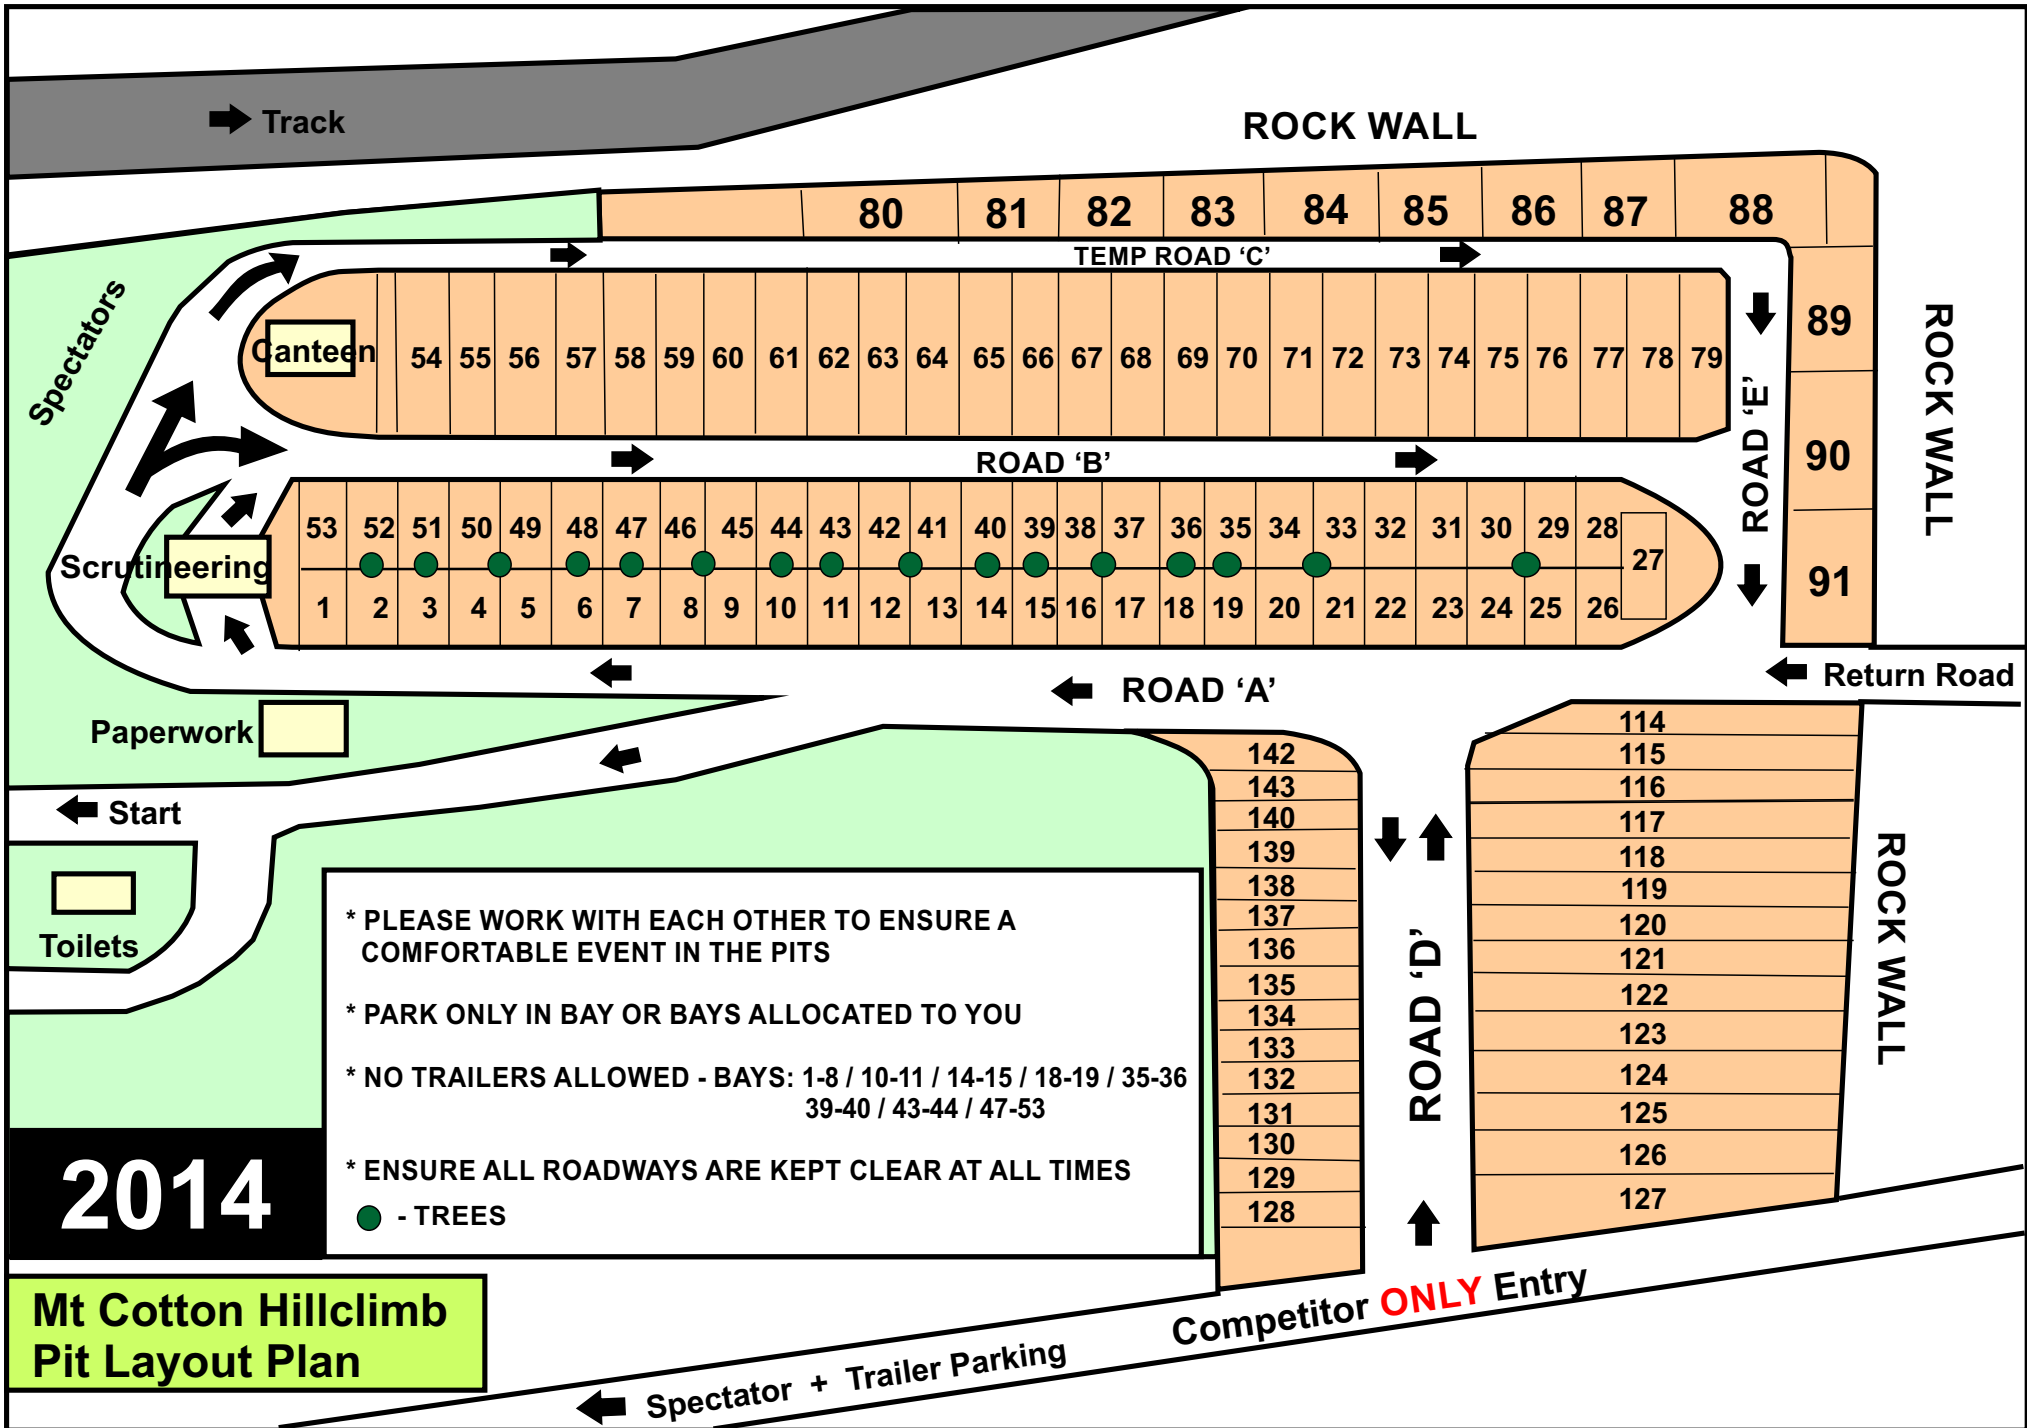 Track
ROCK WALL
80 81 82 83 84 85 86 87 88
TEMP ROAD ‘C’
Spectators
Canteen
54 55 56 57 58 59 60 61 62 63 64 65 66 67 68 69 70 71 72 73 74 75 76 77 78 79
89
90
91
ROAD ‘E’
ROCK WALL
ROAD ‘B’
53 52 51 50 49 48 47 46 45 44 43 42 41 40 39 38 37 36 35 34 33 32 31 30 29 28
27
Scrutineering
1 2 3 4 5 6 7 8 9 10 11 12 13 14 15 16 17 18 19 20 21 22 23 24 25 26
Return Road
ROAD ‘A’
Paperwork
Start
Toilets
142
143
140
139
138
137
136
135
134
133
132
131
130
129
128
ROAD ‘D’
114
115
116
117
118
119
120
121
122
123
124
125
126
127
ROCK WALL
* PLEASE WORK WITH EACH OTHER TO ENSURE A
COMFORTABLE EVENT IN THE PITS
* PARK ONLY IN BAY OR BAYS ALLOCATED TO YOU
* NO TRAILERS ALLOWED - BAYS: 1-8 / 10-11 / 14-15 / 18-19 / 35-36
39-40 / 43-44 / 47-53
* ENSURE ALL ROADWAYS ARE KEPT CLEAR AT ALL TIMES
- TREES
2014
Mt Cotton Hillclimb
Pit Layout Plan
Competitor ONLY Entry
Spectator + Trailer Parking